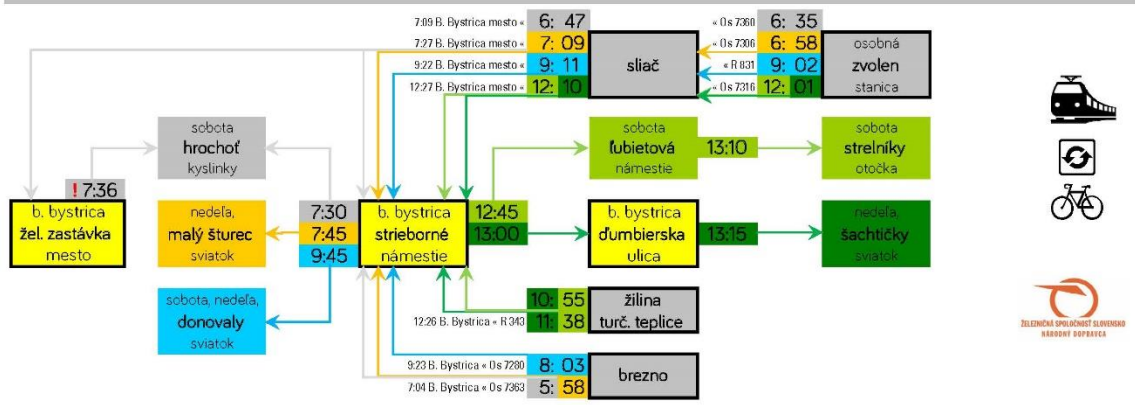 7:09 B. Bystrica mesto « 6: 47
7:27 B. Bystrica mesto « 7: 09
9:22 B. Bystrica mesto « 9: 11
12:27 B. Bystrica mesto « 12: 10
sliač
« Os 7360 6: 35
« Os 7306 6: 58
« R 831 9: 02
« Os 7316 12: 01
osobná
zvolen
stanica
sobota
hrochoť
kyslinky
sobota
ľubietová
námestie
13:10
sobota
strelníky
otočka
! 7:36
b. bystrica
žel. zastávka
mesto
nedeľa,
malý šturec
sviatok
7:30
7:45
9:45
b. bystrica
strieborné
námestie
12:45
13:00
b. bystrica
ďumbierska
ulica
13:15
nedeľa,
šachtičky
sviatok
sobota, nedeľa,
donovaly
sviatok
10: 55
12:26 B. Bystrica « R 343 11: 38
žilina
turč. teplice
9:23 B. Bystrica « Os 7280 8: 03
7:04 B. Bystrica « Os 7363 5: 58
brezno
ŽELEZNIČNÁ SPOLOČNOSŤ SLOVENSKO
NÁRODNÝ DOPRAVCA